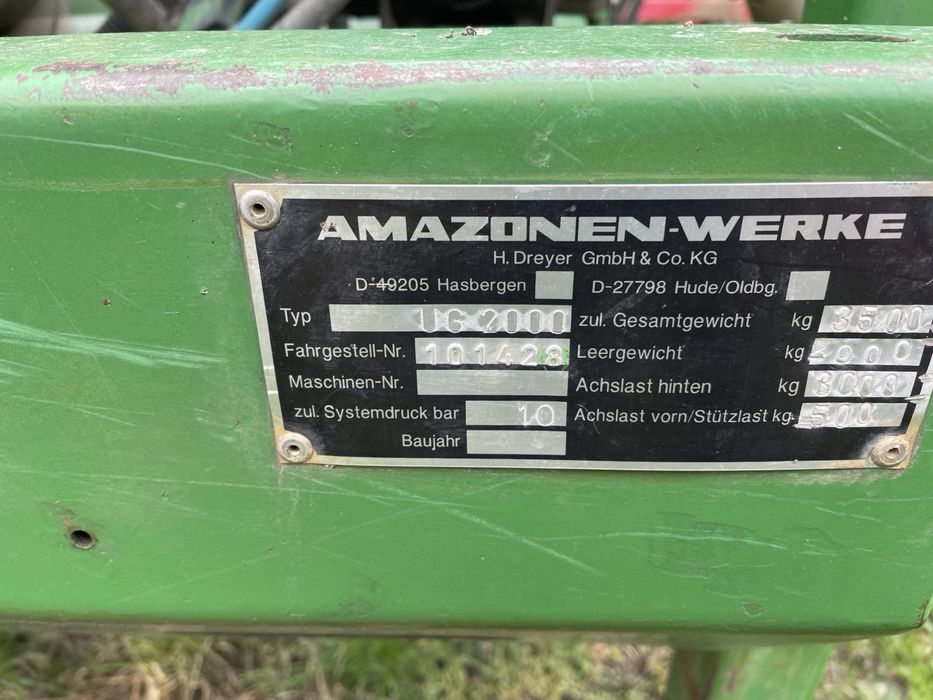 AMAZONEN-WERKE
H. Dreyer GmbH & Co. KG
D-49205 Hasbergen D-27798 Hude/Oldbg.
Typ UG 2000 zul. Gesamtgewicht kg 3500
Fahrgestell-Nr. 101428 Leergewicht kg
Maschinen-Nr. Achslast hinten kg
zul. Systemdruck bar 10 Achslast vorn/Stützlast kg 500
Baujahr